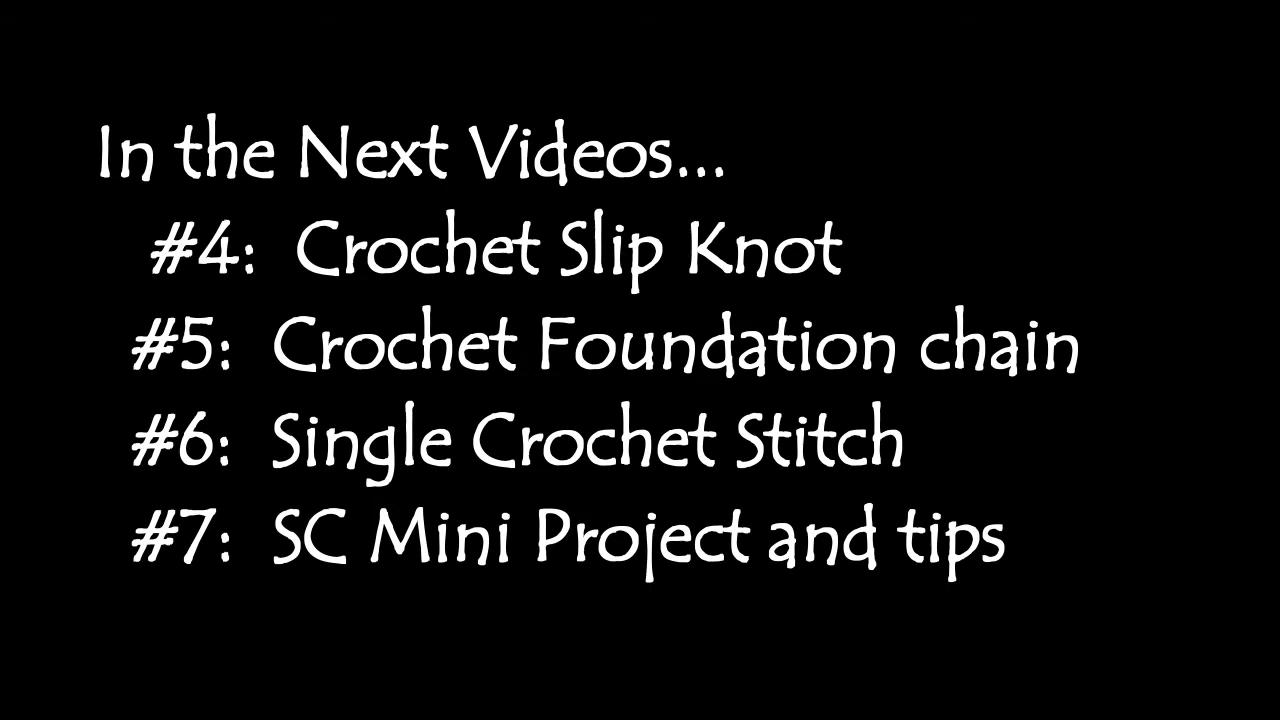 In the Next Videos...
#4: Crochet Slip Knot
#5: Crochet Foundation chain
#6: Single Crochet Stitch
#7: SC Mini Project and tips